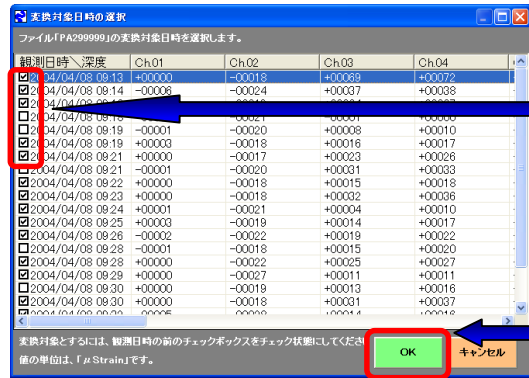 変換対象日時の選択
ファイル「PA299999」の変換対象日時を選択します。
観測日時＼深度 Ch.01 Ch.02 Ch.03 Ch.04
2004/04/08 09:13 +00000 -00018 +00069 +00072
2004/04/08 09:14 -00006 -00024 +00037 +00038
2004/04/08 09:19 -00001 -00020 +00008 +00010
2004/04/08 09:19 +00003 -00018 +00016 +00017
2004/04/08 09:21 +00000 -00017 +00023 +00026
2004/04/08 09:21 -00001 -00020 +00031 +00033
2004/04/08 09:22 +00000 -00018 +00015 +00018
2004/04/08 09:23 +00000 -00018 +00032 +00036
2004/04/08 09:24 +00001 -00021 +00004 +00010
2004/04/08 09:25 +00003 -00019 +00014 +00017
2004/04/08 09:26 -00002 -00022 +00019 +00022
2004/04/08 09:28 -00001 -00018 +00015 +00020
2004/04/08 09:28 +00000 -00022 +00025 +00027
2004/04/08 09:29 +00000 -00027 +00011 +00011
2004/04/08 09:30 +00000 -00019 +00013 +00016
2004/04/08 09:30 +00000 -00018 +00031 +00037
変換対象とするには、観測日時の前のチェックボックスをチェック状態にしてくださ
値の単位は、「μStrain」です。
OK キャンセル